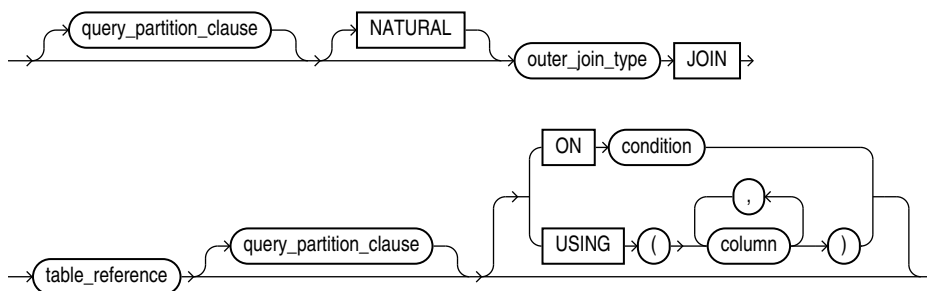 query_partition_clause NATURAL
outer_join_type JOIN
ON condition
,
query_partition_clause USING ( column )
table_reference